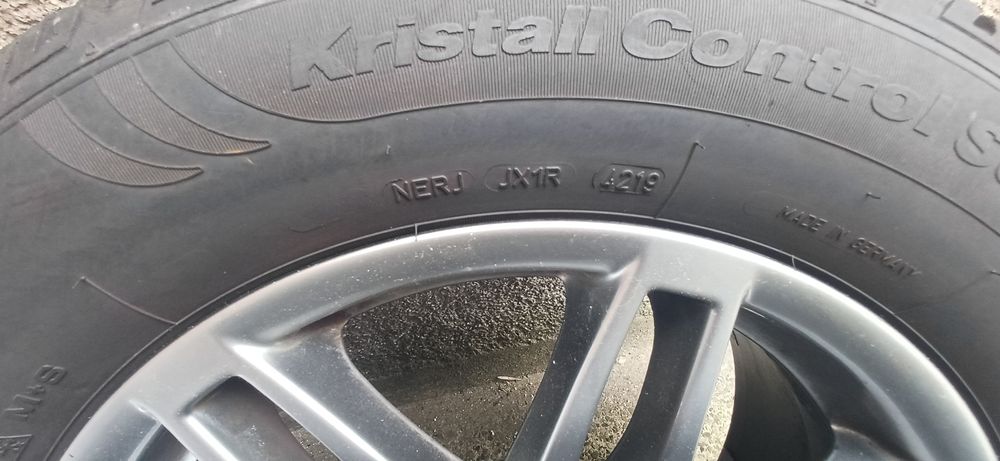 Kristall Control
NERJ JX1R 4219
MADE IN GERMANY